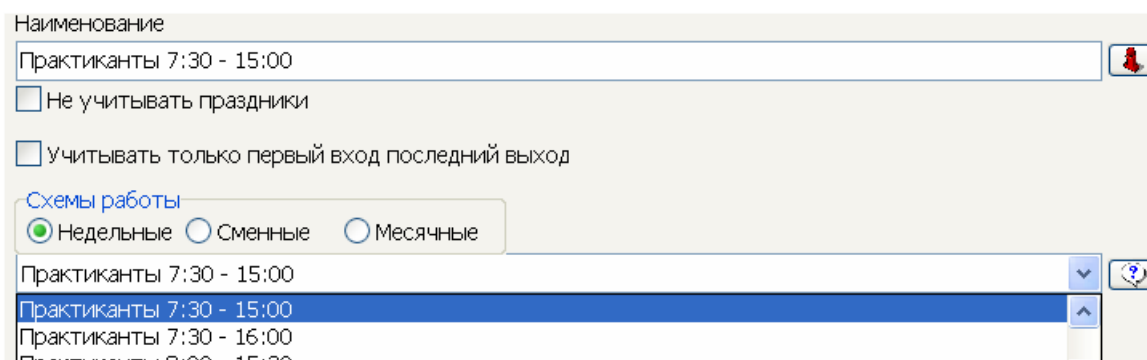 Наименование
Практиканты 7:30 - 15:00
Не учитывать праздники
Учитывать только первый вход последний выход
Схемы работы
Недельные Сменные Месячные
Практиканты 7:30 - 15:00
Практиканты 7:30 - 15:00
Практиканты 7:30 - 16:00